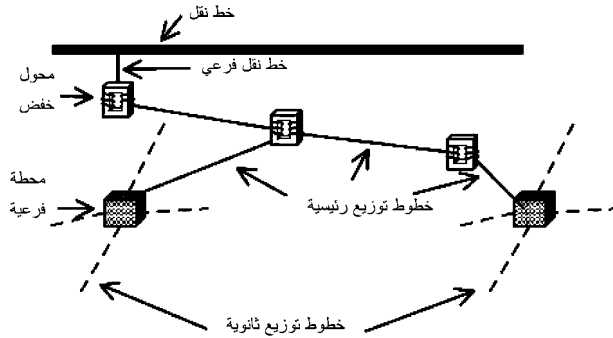 خط نقل
خط نقل فرعي
محول
خفض
محطة
فرعية
خطوط توزيع رئيسية
خطوط توزيع ثانوية